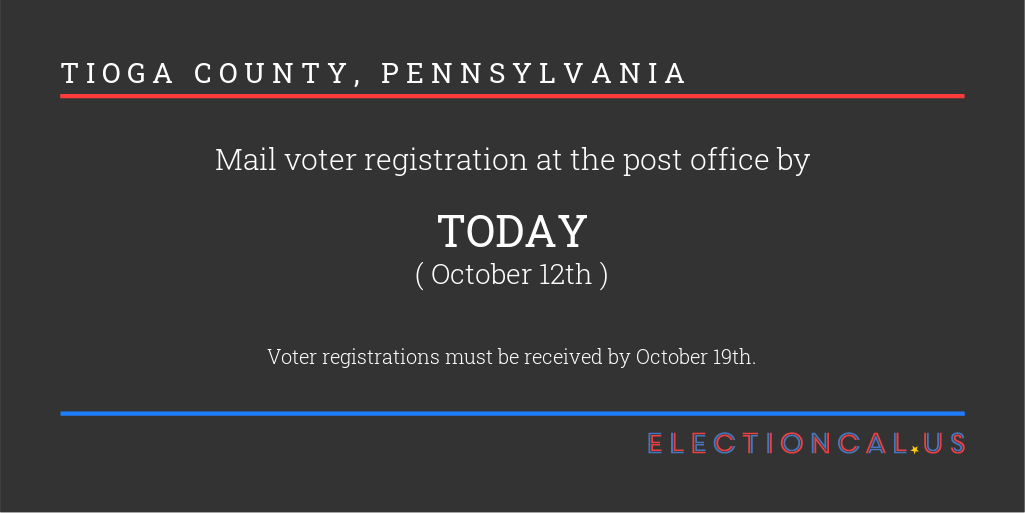 TIOGA COUNTY, PENNSYLVANIA
Mail voter registration at the post office by
TODAY
( October 12th )
Voter registrations must be received by October 19th.
ELECTIONCAL.US